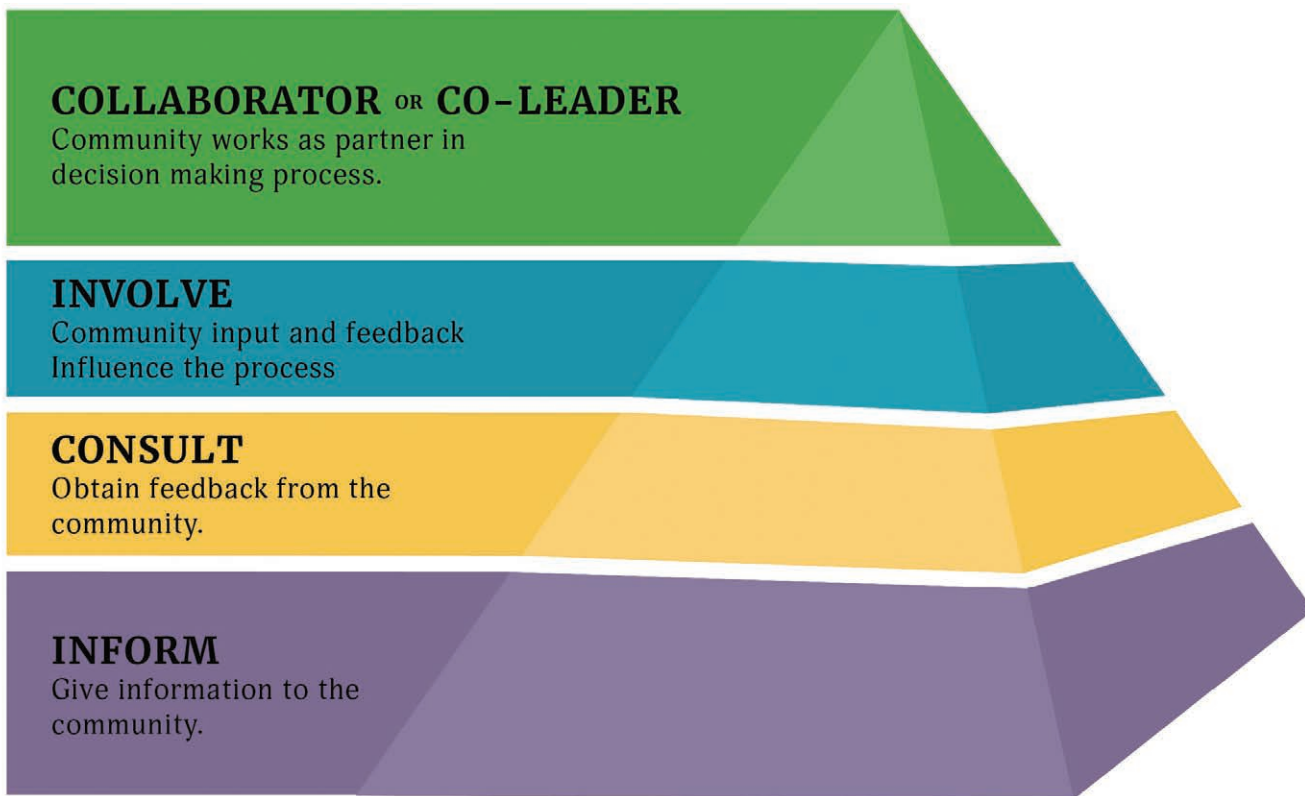 COLLABORATOR OR CO-LEADER
Community works as partner in
decision making process.
INVOLVE
Community input and feedback
Influence the process
CONSULT
Obtain feedback from the
community.
INFORM
Give information to the
community.